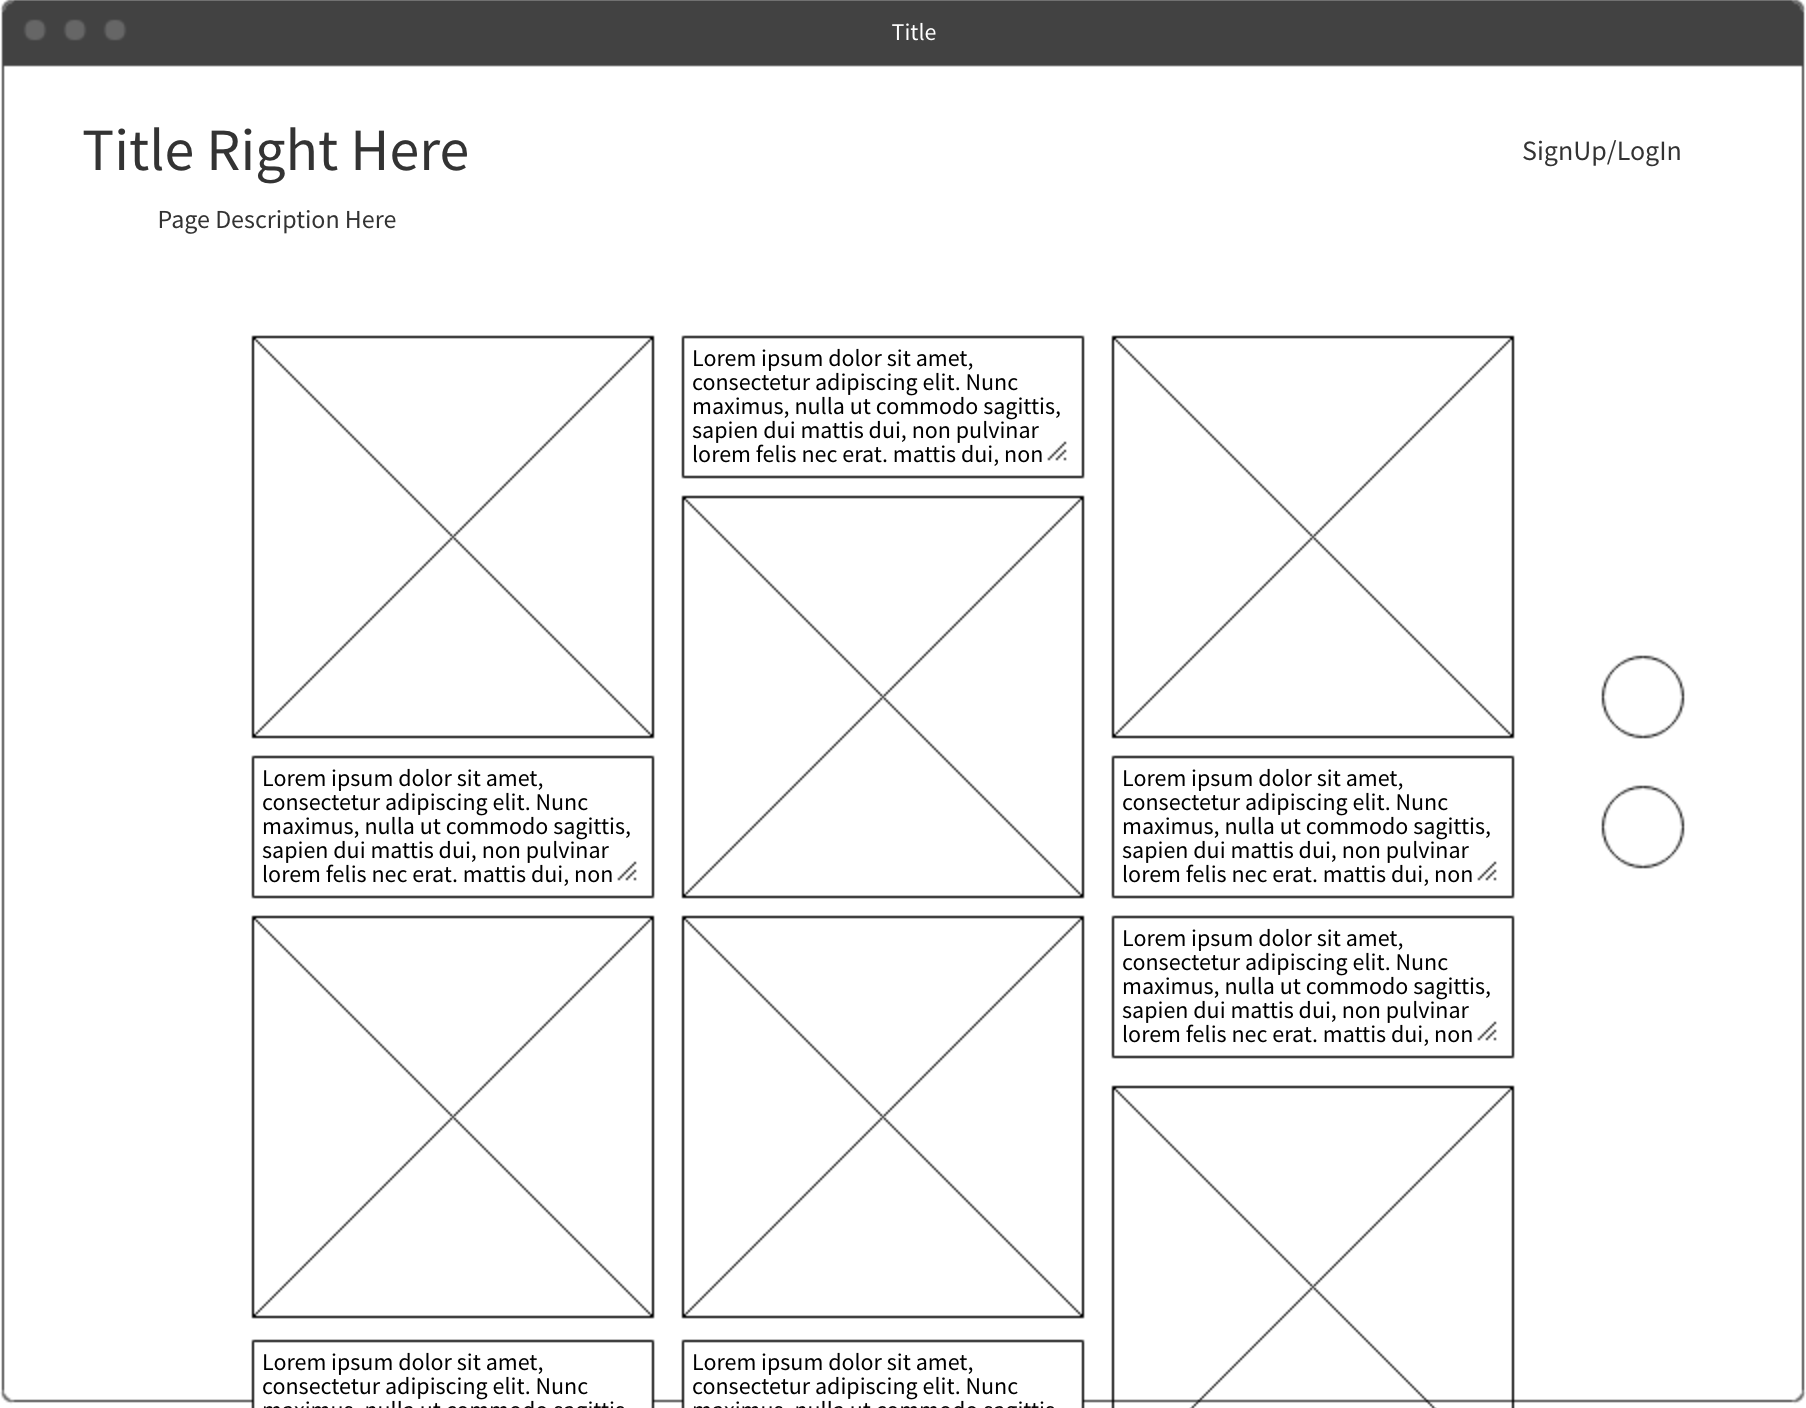 Title
Title Right Here
SignUp/LogIn
Page Description Here
Lorem ipsum dolor sit amet,
consectetur adipiscing elit. Nunc
maximus, nulla ut commodo sagittis,
sapien dui mattis dui, non pulvinar
lorem felis nec erat. mattis dui, non
Lorem ipsum dolor sit amet,
consectetur adipiscing elit. Nunc
maximus, nulla ut commodo sagittis,
sapien dui mattis dui, non pulvinar
lorem felis nec erat. mattis dui, non
Lorem ipsum dolor sit amet,
consectetur adipiscing elit. Nunc
maximus, nulla ut commodo sagittis,
sapien dui mattis dui, non pulvinar
lorem felis nec erat. mattis dui, non
Lorem ipsum dolor sit amet,
consectetur adipiscing elit. Nunc
maximus, nulla ut commodo sagittis,
sapien dui mattis dui, non pulvinar
lorem felis nec erat. mattis dui, non
Lorem ipsum dolor sit amet,
consectetur adipiscing elit. Nunc
Lorem ipsum dolor sit amet,
consectetur adipiscing elit. Nunc